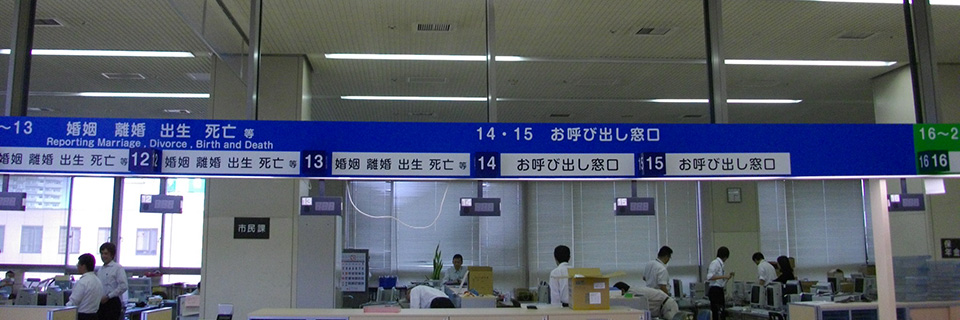 ~13 婚姻 離婚 出生 死亡 等
Reporting Marriage , Divorce , Birth and Death
14・15 お呼び出し窓口
16~2
婚姻 離婚 出生 死亡 等
12 婚姻 離婚 出生 死亡 等
13 婚姻 離婚 出生 死亡 等
14 お呼び出し窓口
15 お呼び出し窓口
16 16
12
13
14
15
市民課